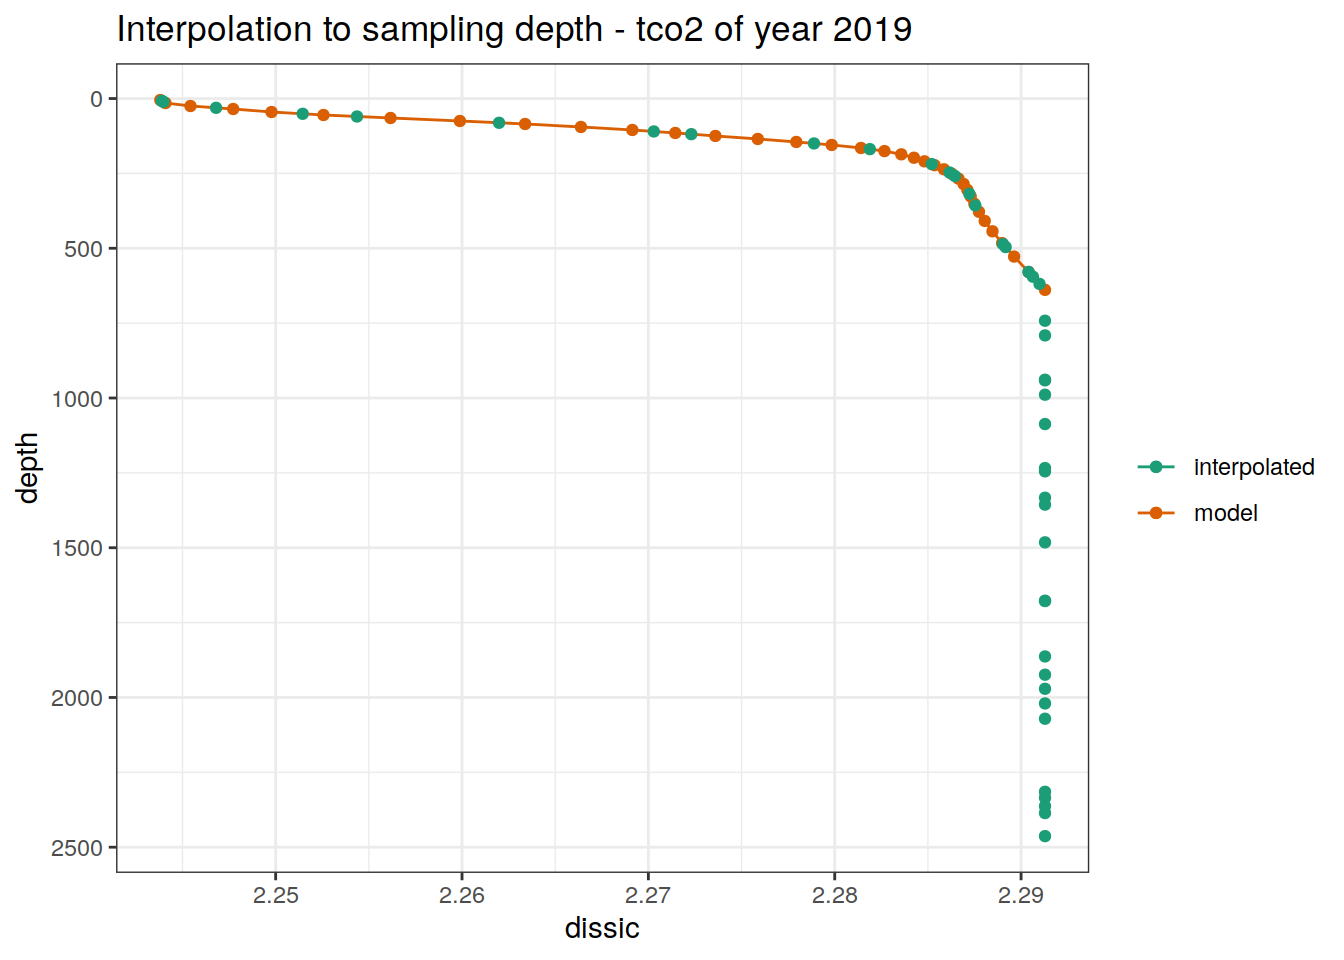 Interpolation to sampling depth - tco2 of year 2019
0
500
1000
1500
2000
2500
depth
2.25
2.26
2.27
2.28
2.29
dissic
interpolated
model